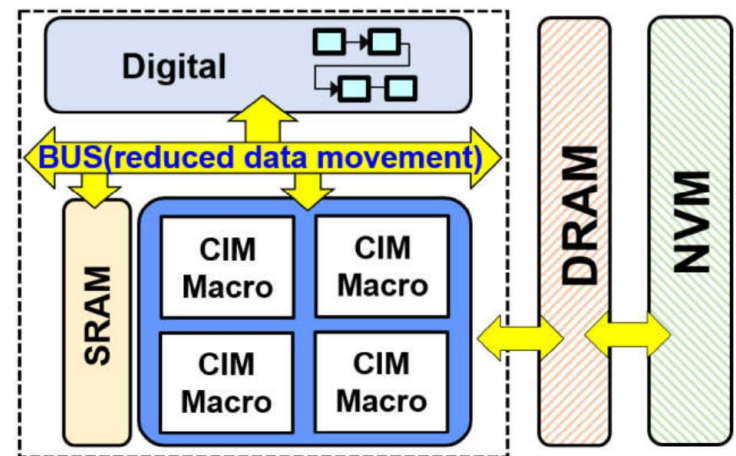 Digital
BUS(reduced data movement)
SRAM
CIM
Macro
CIM
Macro
CIM
Macro
CIM
Macro
DRAM
NVM